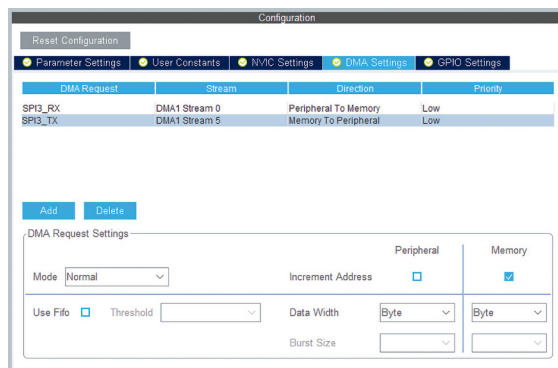 Configuration
Reset Configuration
Parameter Settings User Constants NVIC Settings DMA Settings GPIO Settings
DMA Request Stream Direction Priority
SPI3_RX DMA1 Stream 0 Peripheral To Memory Low
SPI3_TX DMA1 Stream 5 Memory To Peripheral Low
Add Delete
DMA Request Settings
Peripheral Memory
Mode Normal Increment Address
Use Fifo Threshold Data Width Byte Byte
Burst Size